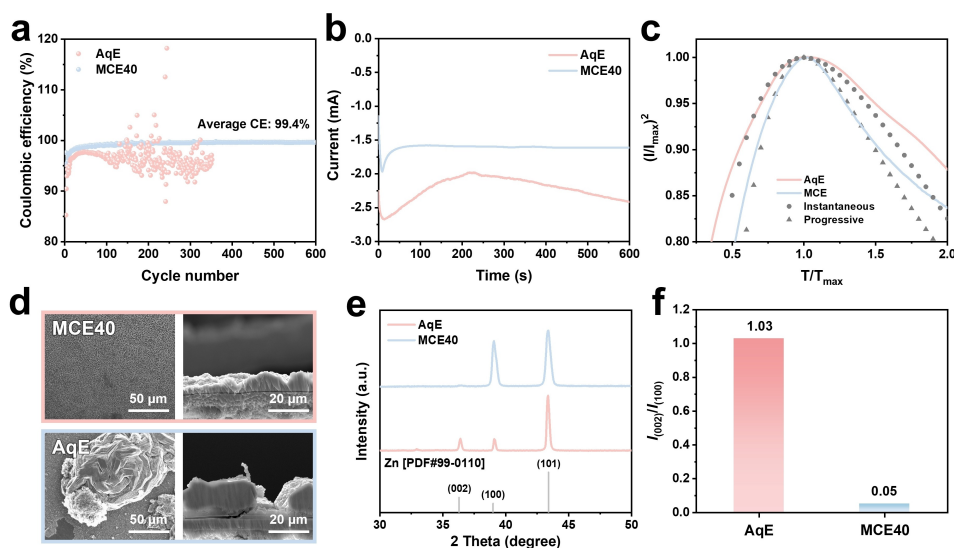 a
AqE
MCE40
Average CE: 99.4%
Coulombic efficiency (%)
120
110
100
90
80
0
100
200
300
400
500
600
Cycle number
b
AqE
MCE40
Current (mA)
0.0
-0.5
-1.0
-1.5
-2.0
-2.5
-3.0
0
100
200
300
400
500
600
Time (s)
c
(I/Imax)²
1.00
0.95
0.90
0.85
0.80
AqE
MCE
Instantaneous
Progressive
0.5
1.0
1.5
2.0
T/Tmax
d
MCE40
50 μm
20 μm
AqE
50 μm
20 μm
e
AqE
MCE40
Intensity (a.u.)
Zn [PDF#99-0110]
(002)
(100)
(101)
30
35
40
45
50
2 Theta (degree)
f
I(002)/I(100)
1.2
1.0
0.8
0.6
0.4
0.2
0.0
1.03
0.05
AqE
MCE40